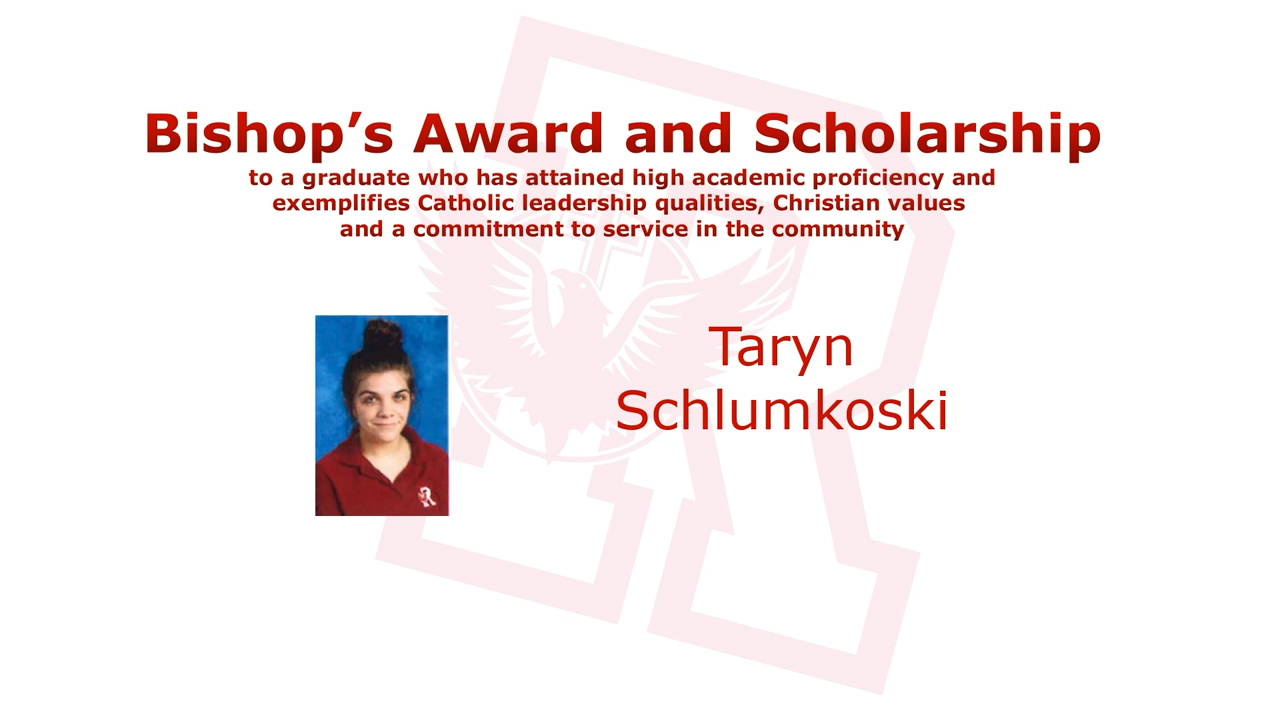 Bishop’s Award and Scholarship
to a graduate who has attained high academic proficiency and
exemplifies Catholic leadership qualities, Christian values
and a commitment to service in the community
Taryn
Schlumkoski
R